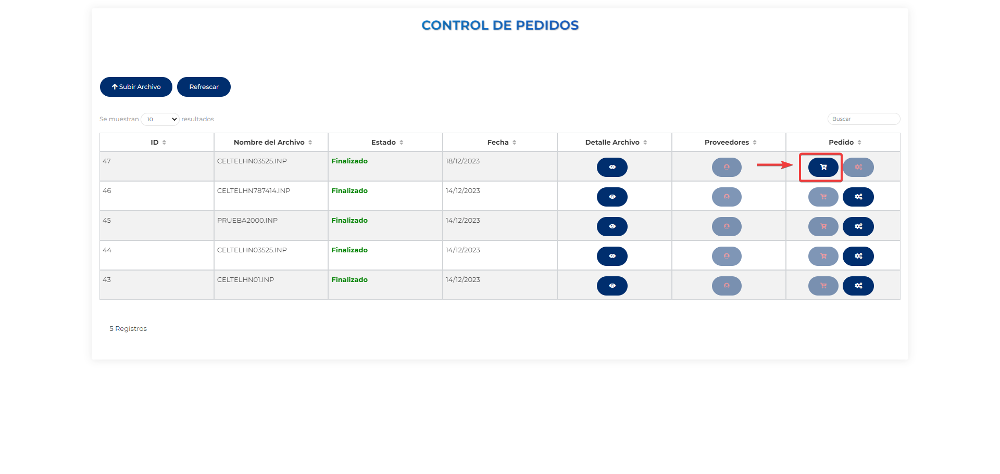 CONTROL DE PEDIDOS
Subir Archivo Refrescar
Se muestran 10 resultados Buscar
ID Nombre del Archivo Estado Fecha Detalle Archivo Proveedores Pedido
47 CELTELHN03525.INP Finalizado 18/12/2023
46 CELTELHN787414.INP Finalizado 14/12/2023
45 PRUEBA2000.INP Finalizado 14/12/2023
44 CELTELHN03525.INP Finalizado 14/12/2023
43 CELTELHN01.INP Finalizado 14/12/2023
5 Registros